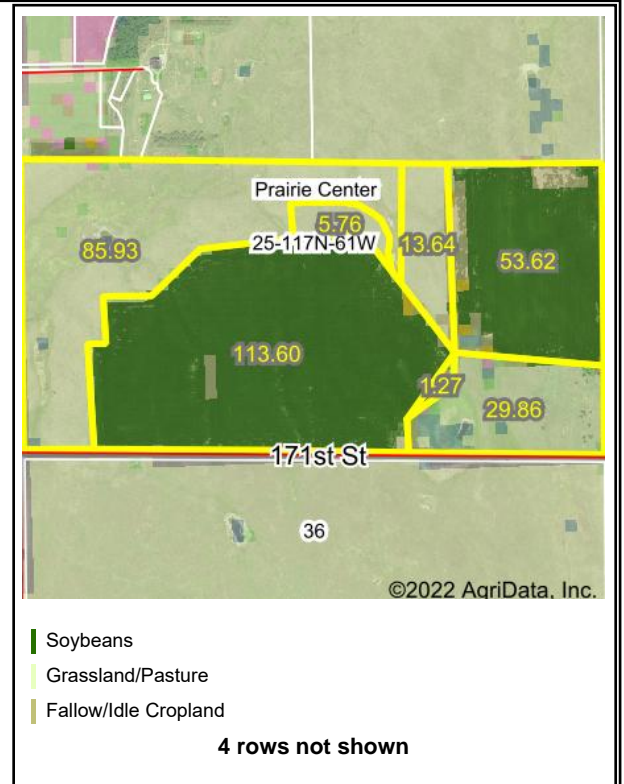 Prairie Center
5.76
25-117N-61W
85.93
13.64
53.62
113.60
1.27
29.86
171st St
36
©2022 AgriData, Inc.
Soybeans
Grassland/Pasture
Fallow/Idle Cropland
4 rows not shown